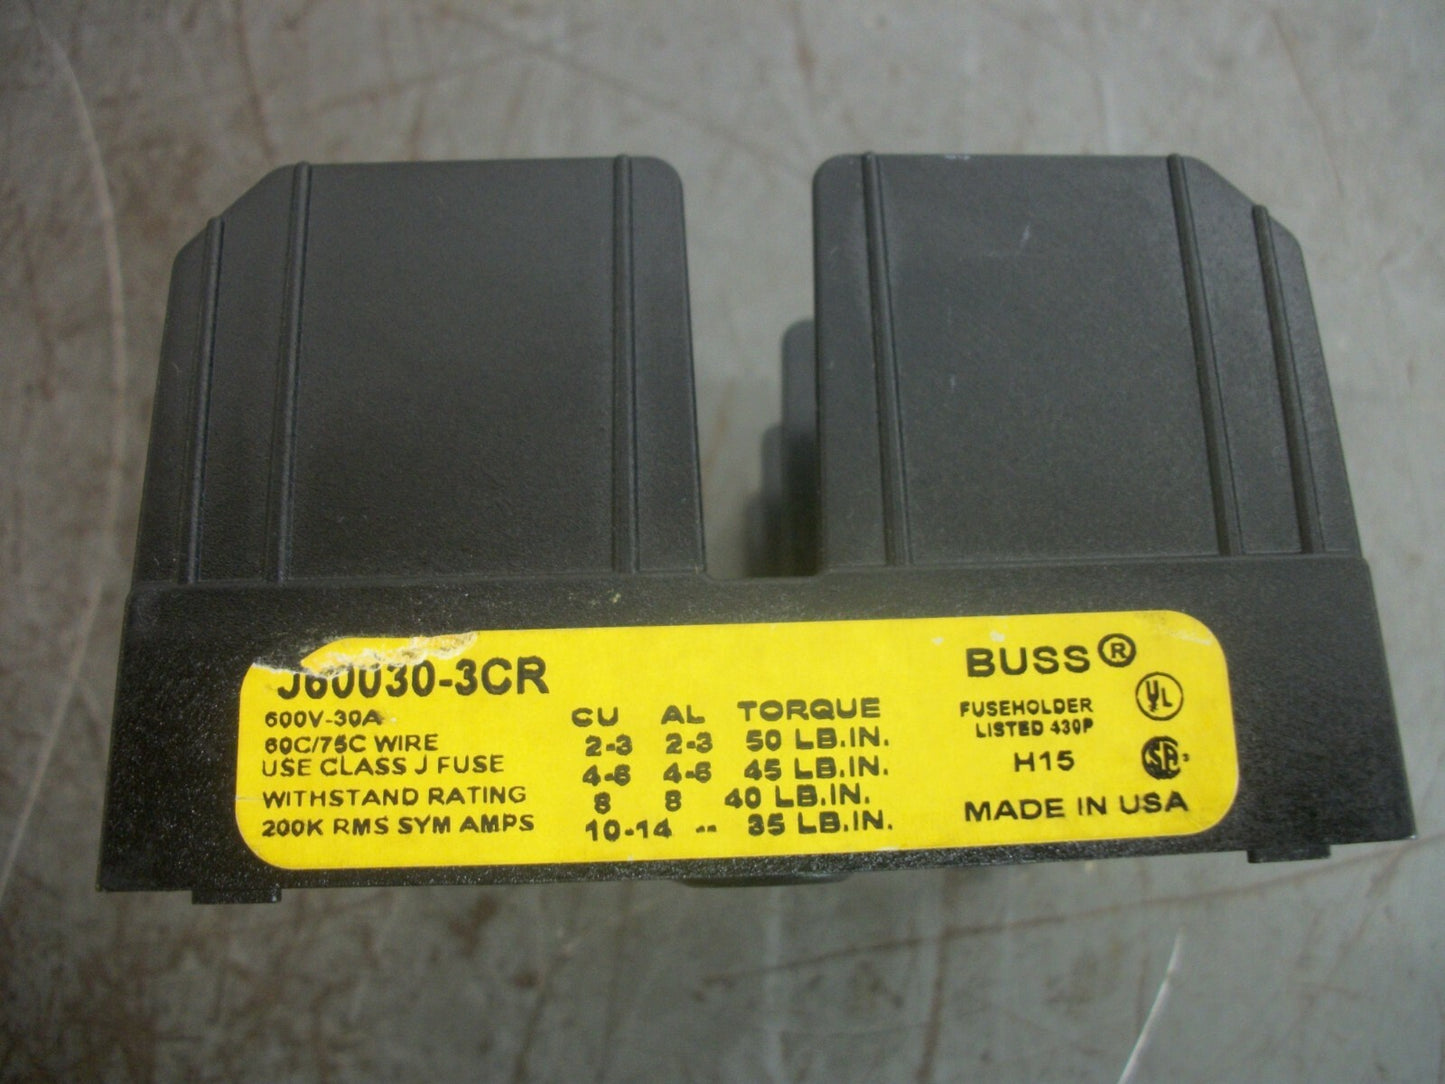 J60030-3CR
600V-30A
60C/75C WIRE
USE CLASS J FUSE
WITHSTAND RATING
200K RMS SYM AMPS
CU AL TORQUE
2-3 2-3 50 LB.IN.
4-6 4-6 45 LB.IN.
8 8 40 LB.IN.
10-14 -- 35 LB.IN.
BUSS®
FUSEHOLDER
LISTED 430P
UL
H15
SA
MADE IN USA